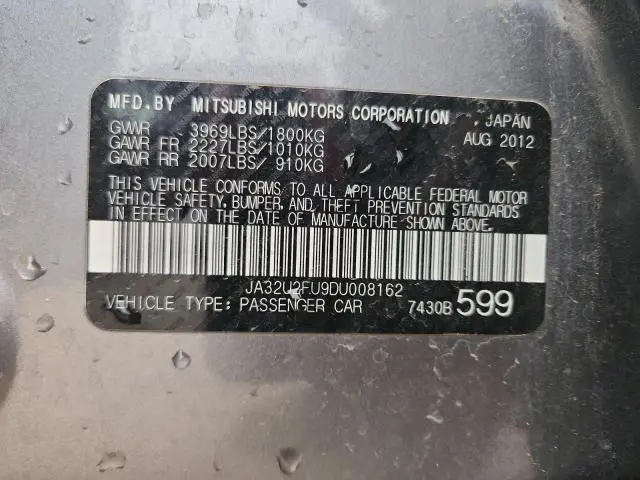 MFD.BY MITSUBISHI MOTORS CORPORATION JAPAN
GVWR 3969LBS/1800KG AUG 2012
GAWR FR 2227LBS/1010KG
GAWR RR 2007LBS/ 910KG
THIS VEHICLE CONFORMS TO ALL APPLICABLE FEDERAL MOTOR
VEHICLE SAFETY, BUMPER, AND THEFT PREVENTION STANDARDS
IN EFFECT ON THE DATE OF MANUFACTURE SHOWN ABOVE.
JA32U2FU9DU008162
VEHICLE TYPE: PASSENGER CAR 7430B 599